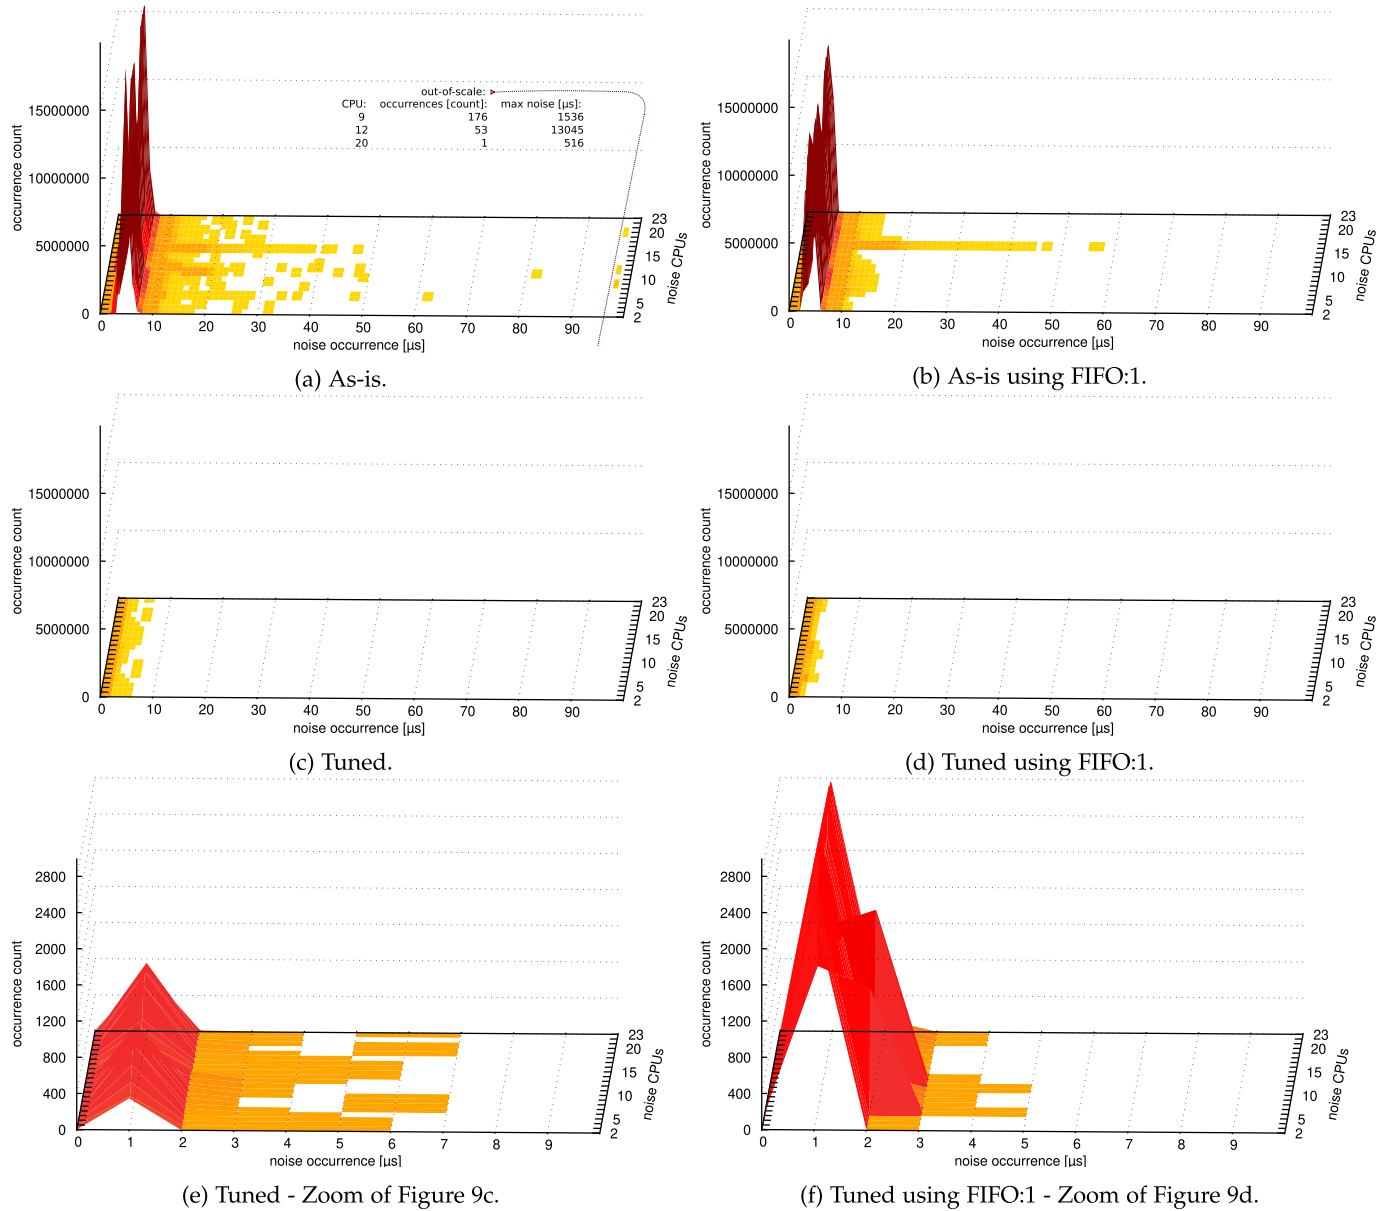 out-of-scale:
CPU: occurrences [count]: max noise [µs]:
9 176 1536
12 53 13045
20 1 516
occurrence count
15000000
10000000
5000000
0
0 10 20 30 40 50 60 70 80 90
noise occurrence [µs]
23
20
15
10
5
2
noise CPUs
(a) As-is.
occurrence count
15000000
10000000
5000000
0
0 10 20 30 40 50 60 70 80 90
noise occurrence [µs]
23
20
15
10
5
2
noise CPUs
(b) As-is using FIFO:1.
occurrence count
15000000
10000000
5000000
0
0 10 20 30 40 50 60 70 80 90
noise occurrence [µs]
23
20
15
10
5
2
noise CPUs
(c) Tuned.
occurrence count
15000000
10000000
5000000
0
0 10 20 30 40 50 60 70 80 90
noise occurrence [µs]
23
20
15
10
5
2
noise CPUs
(d) Tuned using FIFO:1.
occurrence count
2800
2400
2000
1600
1200
800
400
0
0 1 2 3 4 5 6 7 8 9
noise occurrence [µs]
23
20
15
10
5
2
noise CPUs
(e) Tuned - Zoom of Figure 9c.
occurrence count
2800
2400
2000
1600
1200
800
400
0
0 1 2 3 4 5 6 7 8 9
noise occurrence [µs]
23
20
15
10
5
2
noise CPUs
(f) Tuned using FIFO:1 - Zoom of Figure 9d.